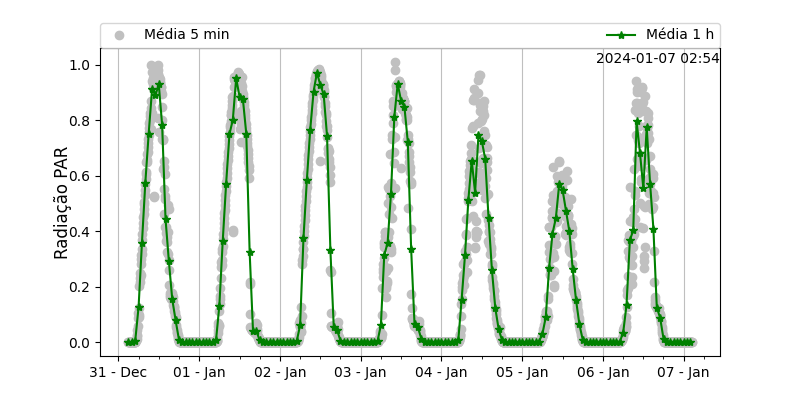 Média 5 min
Média 1 h
2024-01-07 02:54
Radiação PAR
1.0
0.8
0.6
0.4
0.2
0.0
31 - Dec
01 - Jan
02 - Jan
03 - Jan
04 - Jan
05 - Jan
06 - Jan
07 - Jan